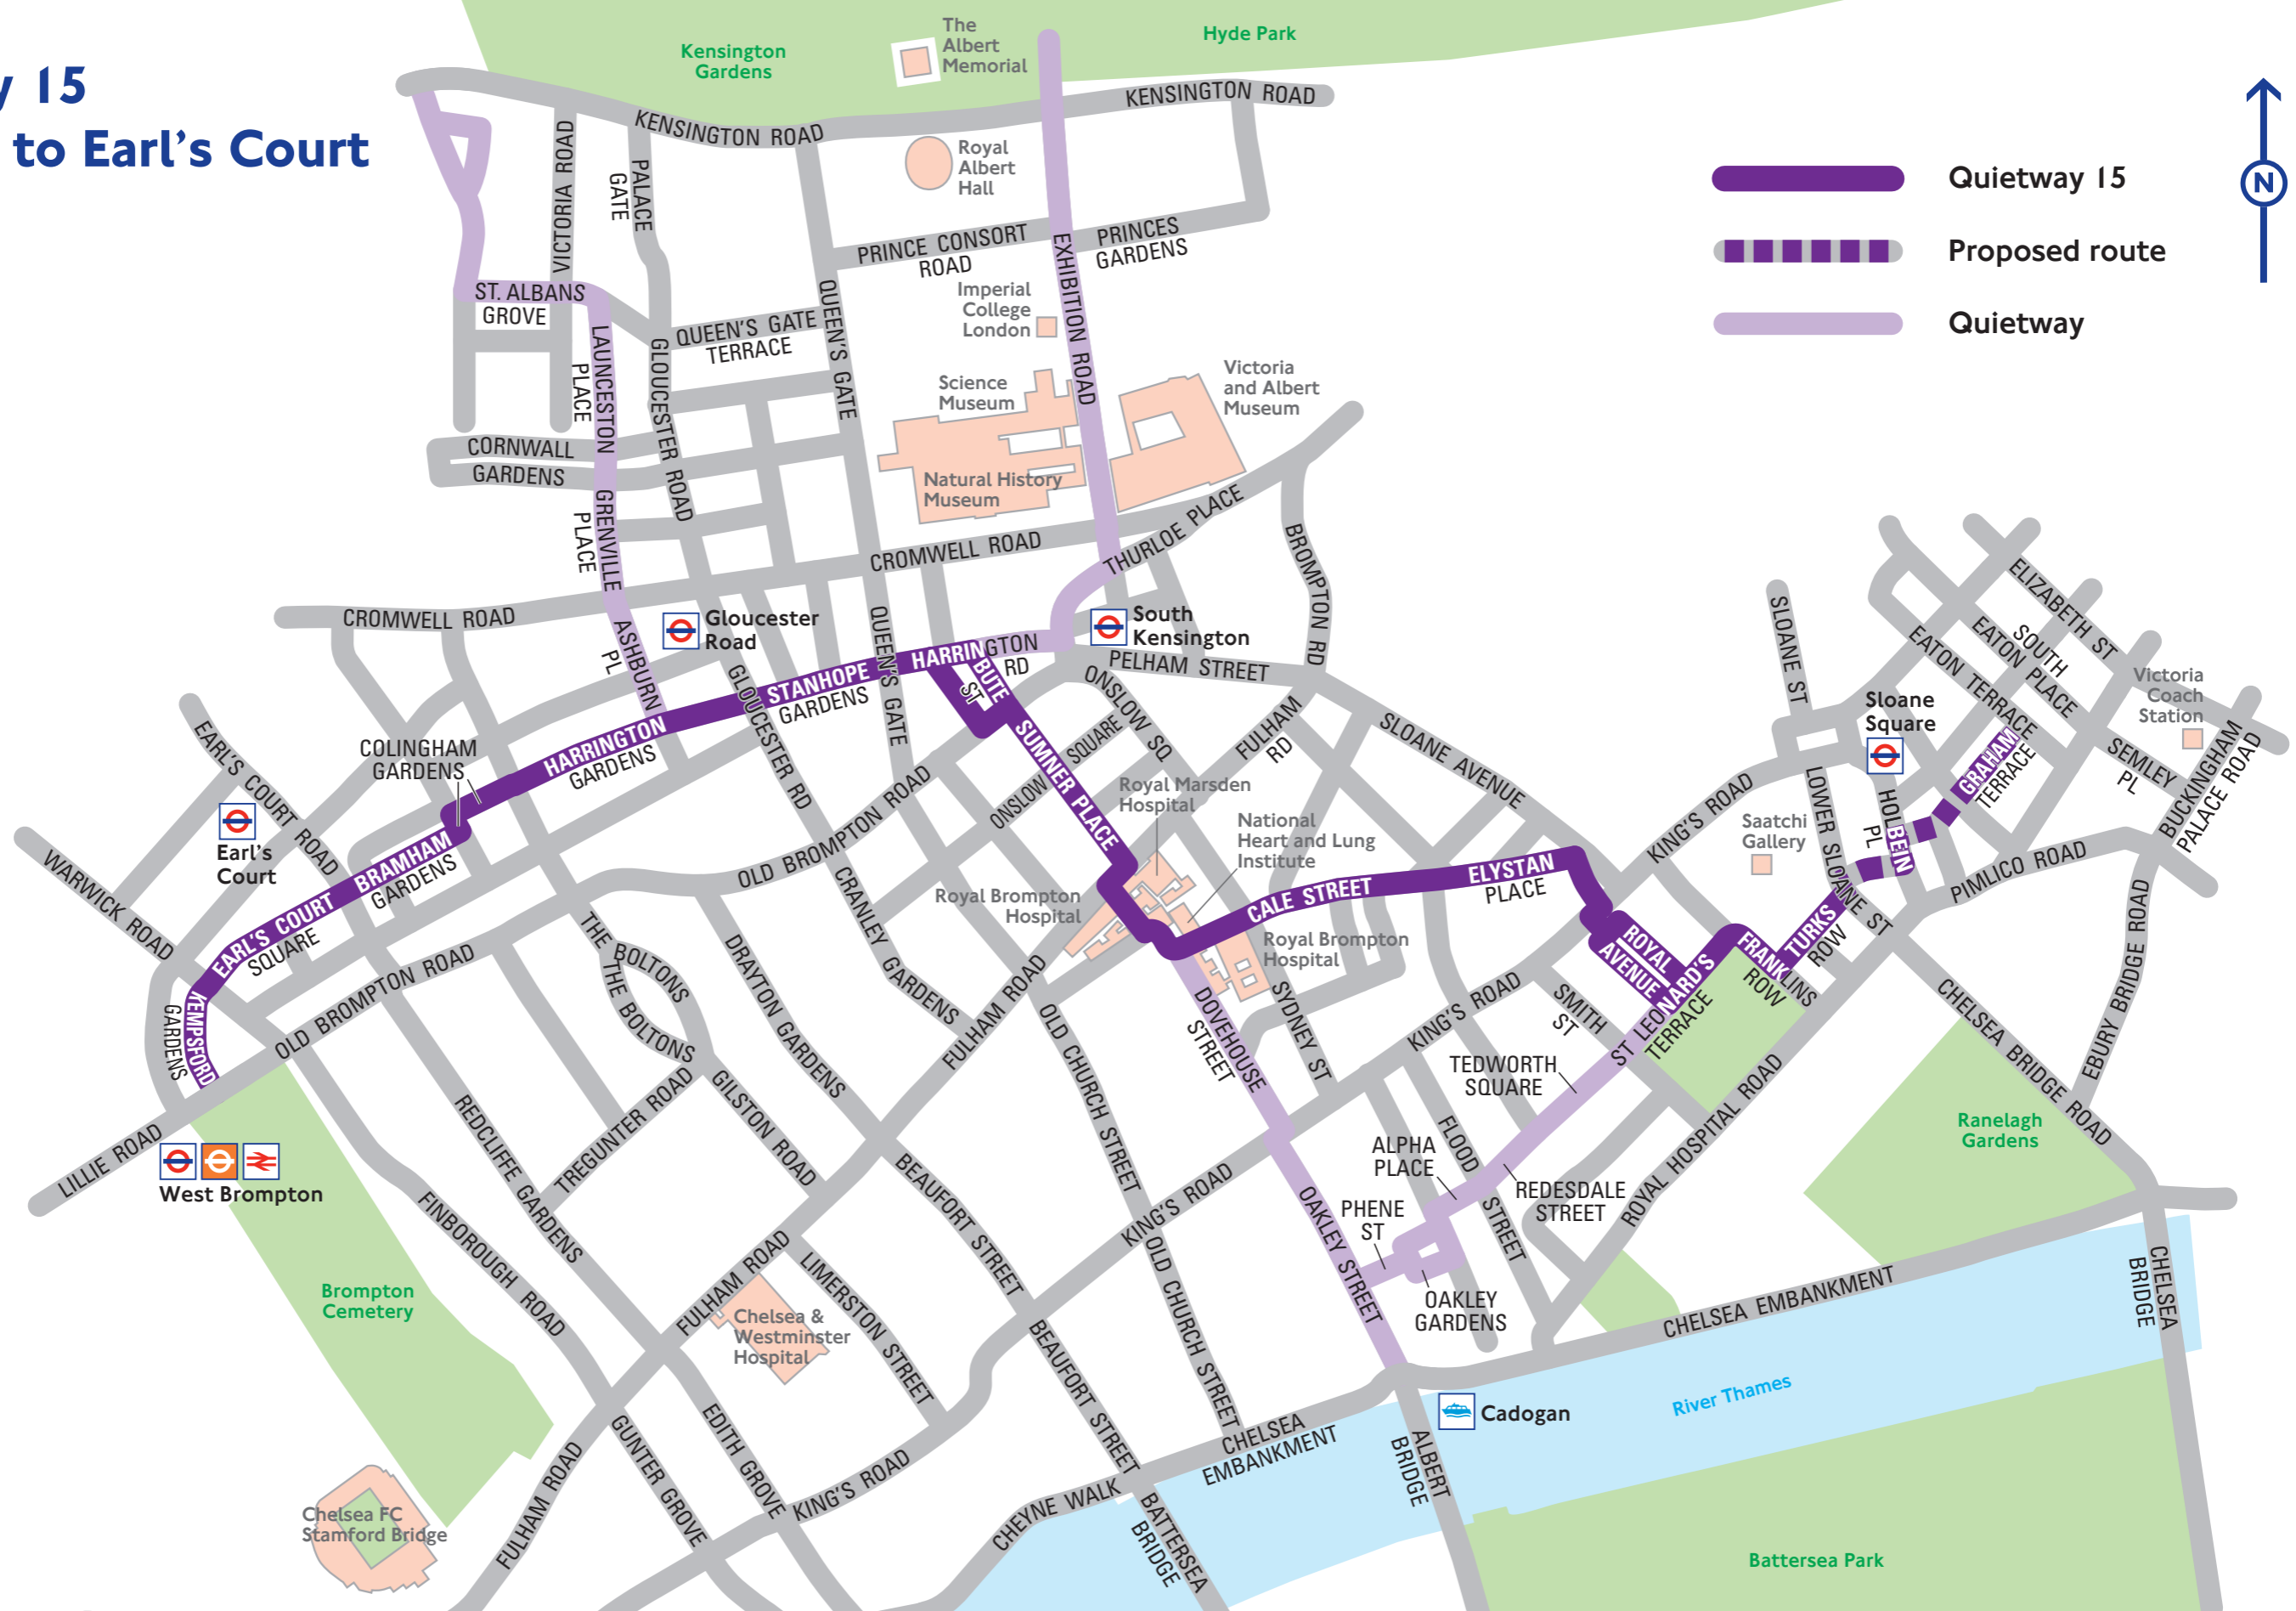 y 15
to Earl's Court
Quietway 15
Proposed route
Quietway
N
Kensington
Gardens
The
Albert
Memorial
Hyde Park
KENSINGTON ROAD
KENSINGTON ROAD
Royal
Albert
Hall
VICTORIA ROAD
PALACE
GATE
PRINCE CONSORT
ROAD
PRINCES
GARDENS
EXHIBITION ROAD
ST. ALBANS
GROVE
QUEEN'S GATE
TERRACE
QUEEN'S GATE
Imperial
College
London
LAUNCESTON
PLACE
GLOUCESTER ROAD
Science
Museum
Victoria
and Albert
Museum
CORNWALL
GARDENS
Natural History
Museum
GRENVILLE
PLACE
CROMWELL ROAD
THURLOE PLACE
BROMPTON RD
CROMWELL ROAD
ASHBURN
PL
Gloucester
Road
South
Kensington
QUEEN'S GATE
HARRINGTON
RD
PELHAM STREET
BUTE
ST
STANHOPE
GARDENS
GLOUCESTER RD
ONSLOW SQ
ONSLOW SQUARE
FULHAM
RD
SLOANE AVENUE
SUMNER PLACE
HARRINGTON
GARDENS
COLINGHAM
GARDENS
EARL'S COURT ROAD
Earl's
Court
WARWICK ROAD
BRAMHAM
GARDENS
EARL'S COURT
SQUARE
KEMPSFORD
GARDENS
OLD BROMPTON ROAD
OLD BROMPTON ROAD
Royal Marsden
Hospital
National
Heart and Lung
Institute
Royal Brompton
Hospital
Royal Brompton
Hospital
CALE STREET
ELYSTAN
PLACE
SLOANE ST
ELIZABETH ST
SOUTH
EATON PLACE
EATON TERRACE
Victoria
Coach
Station
Sloane
Square
GRAHAM
TERRACE
SEMLEY
PL
BUCKINGHAM
PALACE ROAD
KING'S ROAD
LOWER SLOANE ST
HOLBEIN
PL
Saatchi
Gallery
PIMLICO ROAD
ROYAL
AVENUE
FRANKLINS
ROW
TURKS
ROW
ST LEONARD'S
TERRACE
EBURY BRIDGE ROAD
CHELSEA BRIDGE ROAD
THE BOLTONS
THE BOLTONS
DRAYTON GARDENS
CRANLEY GARDENS
FULHAM ROAD
OLD CHURCH STREET
DOVEHOUSE
STREET
SYDNEY ST
KING'S ROAD
SMITH
ST
TEDWORTH
SQUARE
ROYAL HOSPITAL ROAD
Ranelagh
Gardens
LILLIE ROAD
West Brompton
REDCLIFFE GARDENS
TREGUNTER ROAD
GILSTON ROAD
FINBOROUGH ROAD
BEAUFORT STREET
KING'S ROAD
OAKLEY STREET
ALPHA
PLACE
FLOOD STREET
PHENE
ST
REDESDALE
STREET
OAKLEY
GARDENS
Brompton
Cemetery
FULHAM ROAD
LIMERSTON STREET
Chelsea &
Westminster
Hospital
BEAUFORT STREET
OLD CHURCH STREET
CHELSEA EMBANKMENT
CHELSEA
BRIDGE
River Thames
Cadogan
CHELSEA
EMBANKMENT
ALBERT
BRIDGE
GUNTER GROVE
EDITH GROVE
KING'S ROAD
FULHAM ROAD
CHEYNE WALK
BATTERSEA
BRIDGE
Chelsea FC
Stamford Bridge
Battersea Park